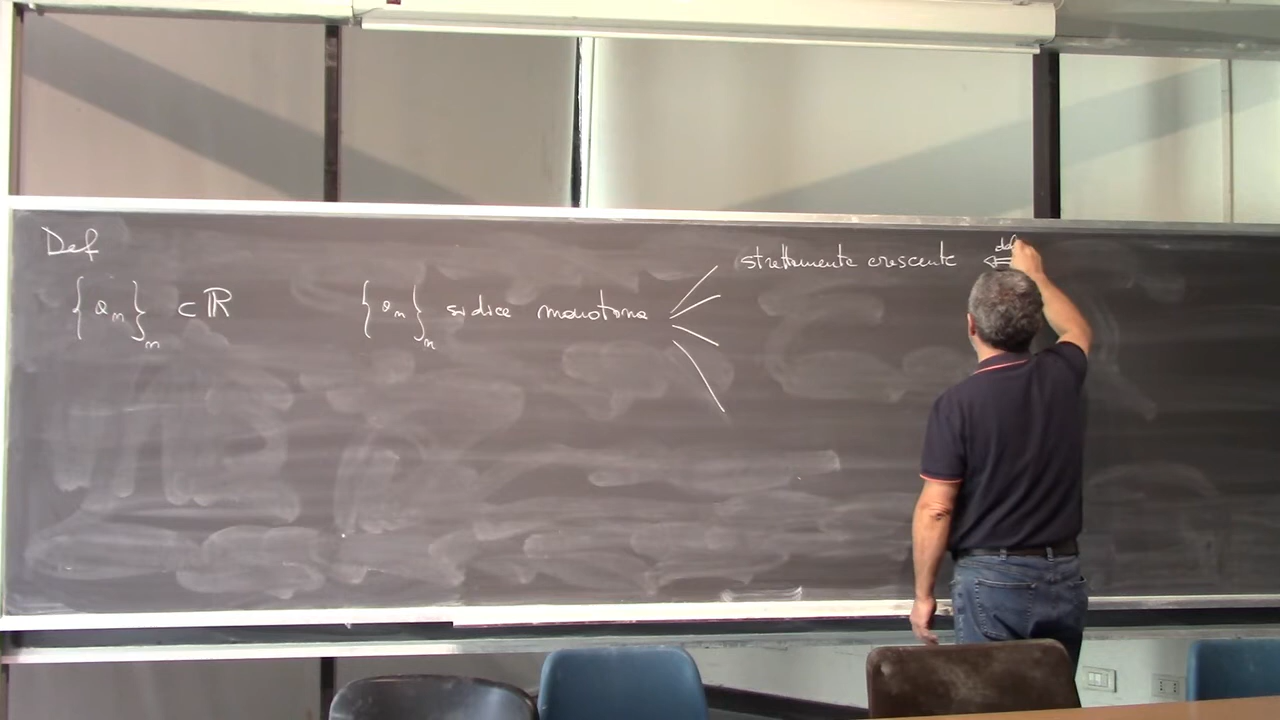 Def
{a_n}_n ⊂ ℝ {a_n}_n si dice monotona
strettamente crescente ⇐ def